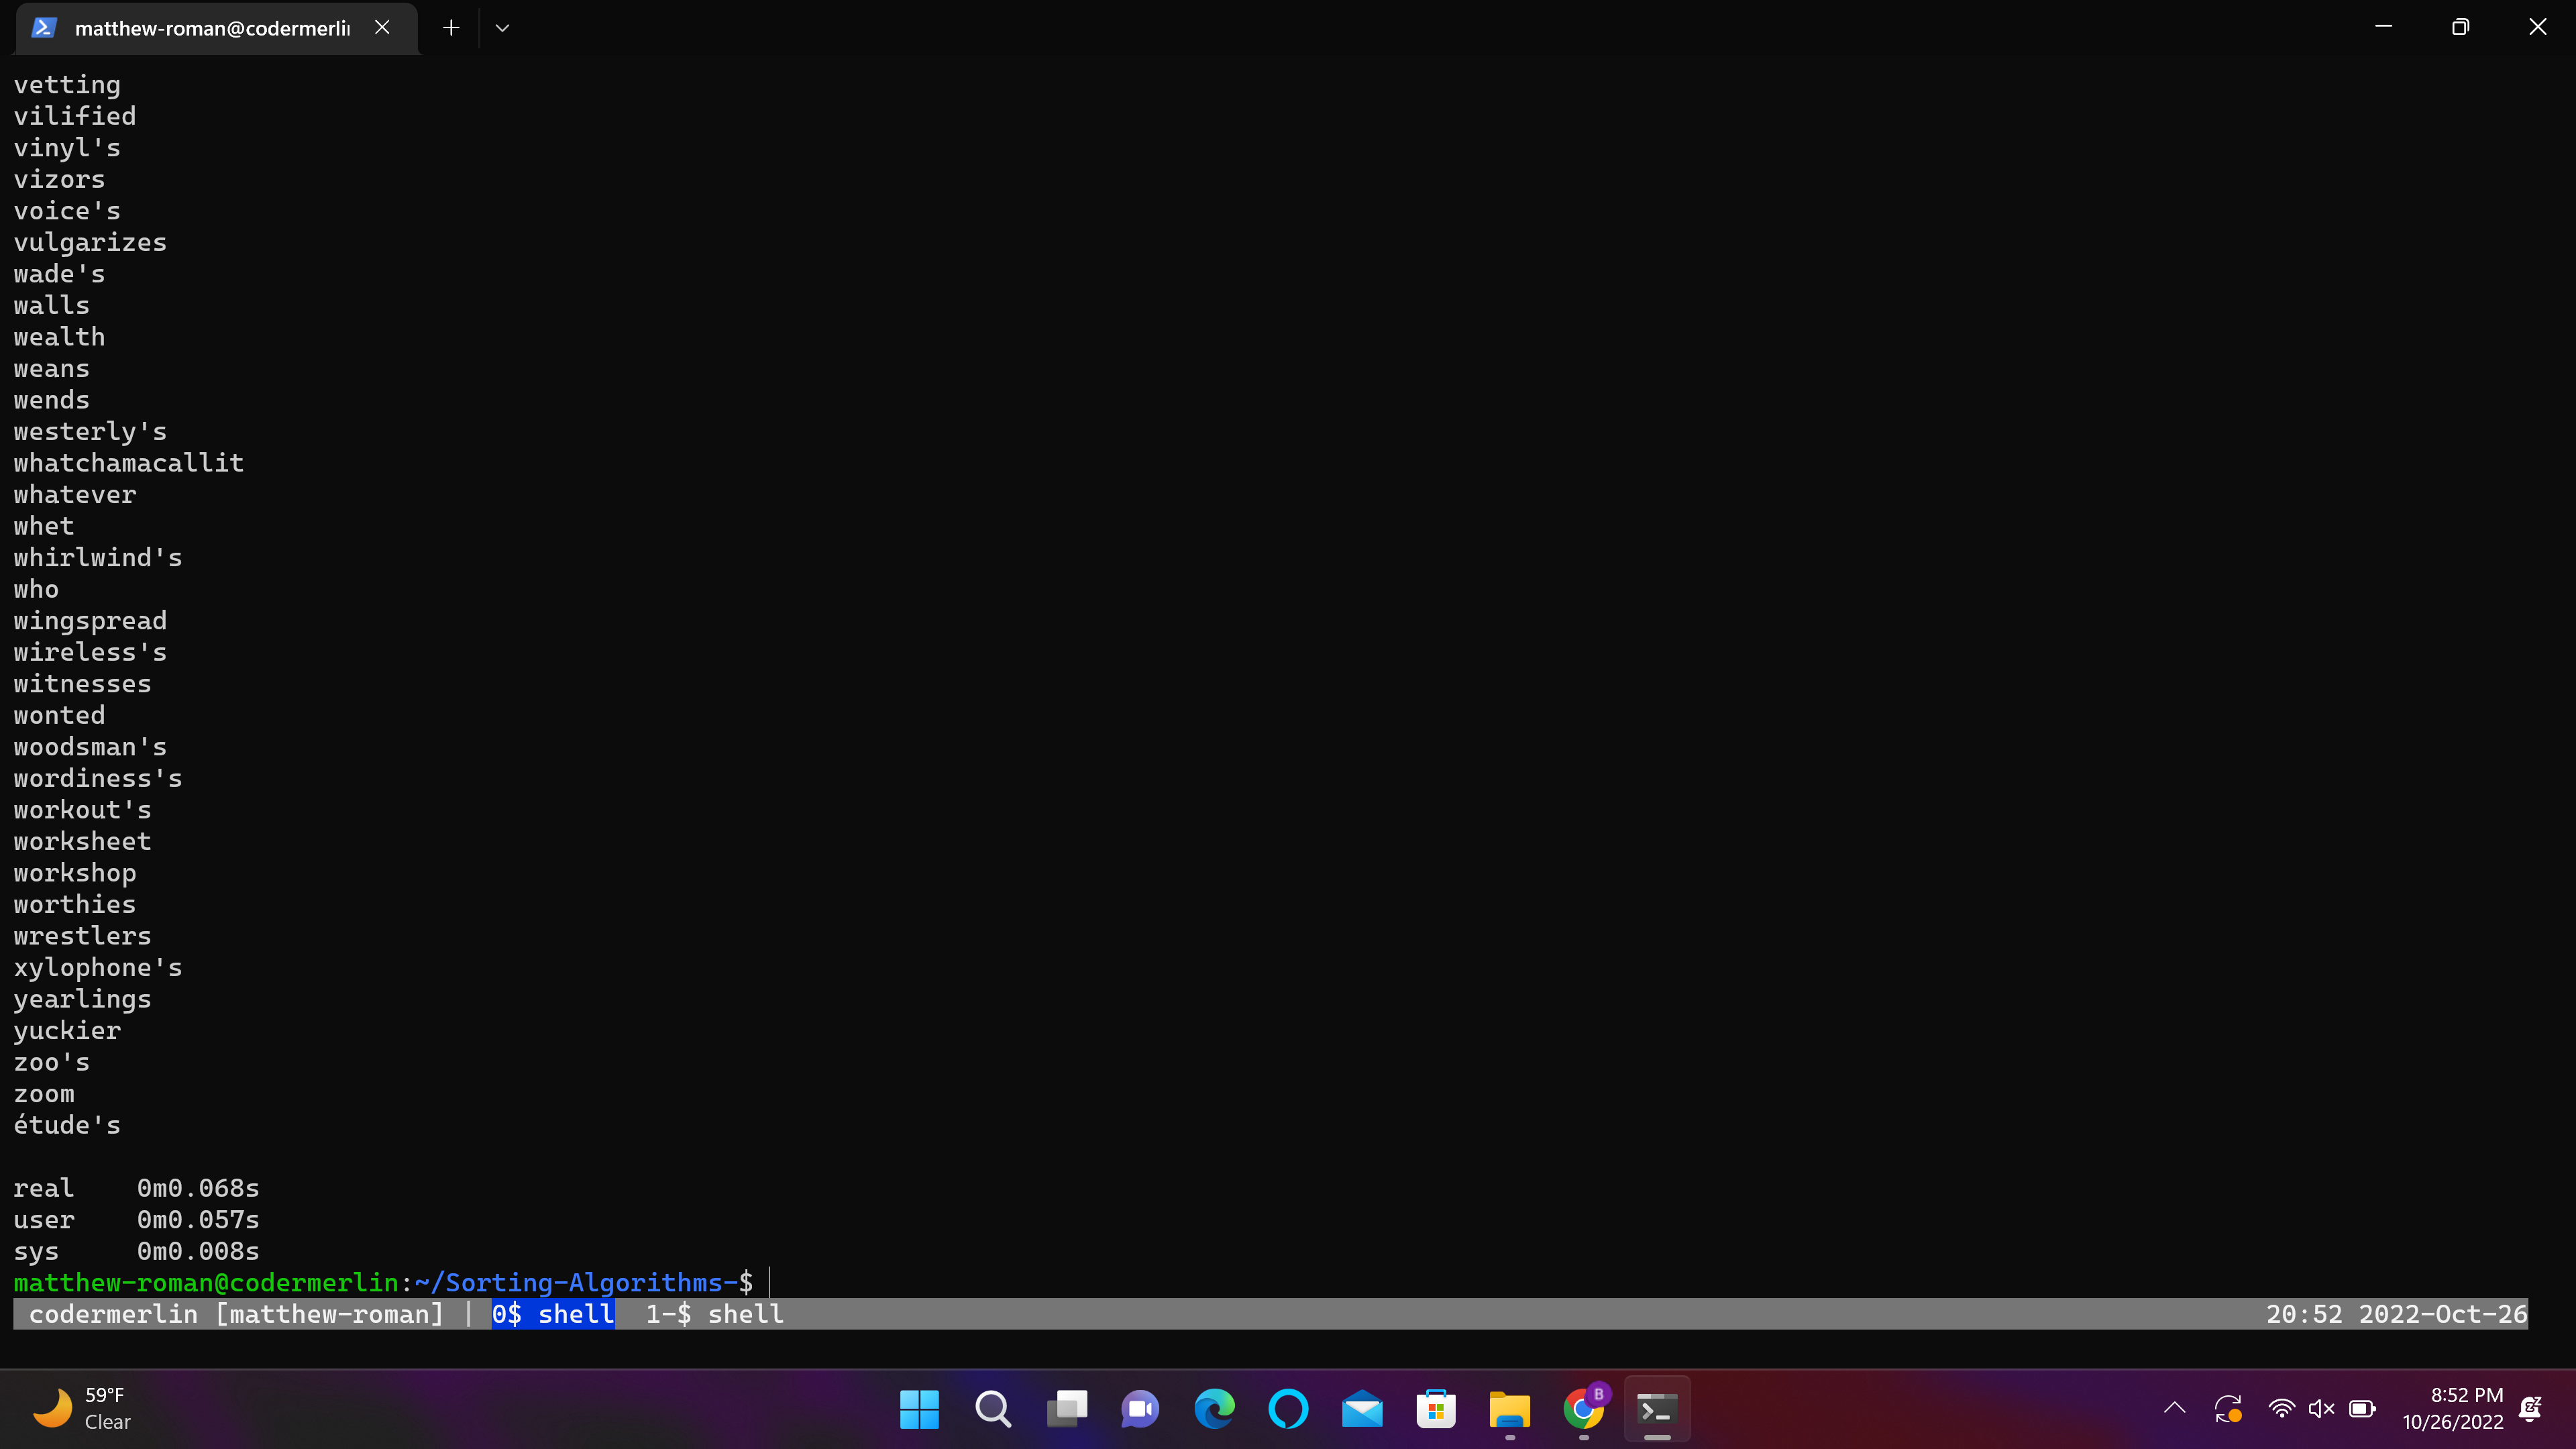 matthew-roman@codermerli
vetting
vilified
vinyl's
vizors
voice's
vulgarizes
wade's
walls
wealth
weans
wends
westerly's
whatchamacallit
whatever
whet
whirlwind's
who
wingspread
wireless's
witnesses
wonted
woodsman's
wordiness's
workout's
worksheet
workshop
worthies
wrestlers
xylophone's
yearlings
yuckier
zoo's
zoom
étude's
real 0m0.068s
user 0m0.057s
sys 0m0.008s
matthew-roman@codermerlin:~/Sorting-Algorithms-$
codermerlin [matthew-roman] | 0$ shell 1-$ shell 20:52 2022-Oct-26
59°F
Clear
B
8:52 PM
10/26/2022